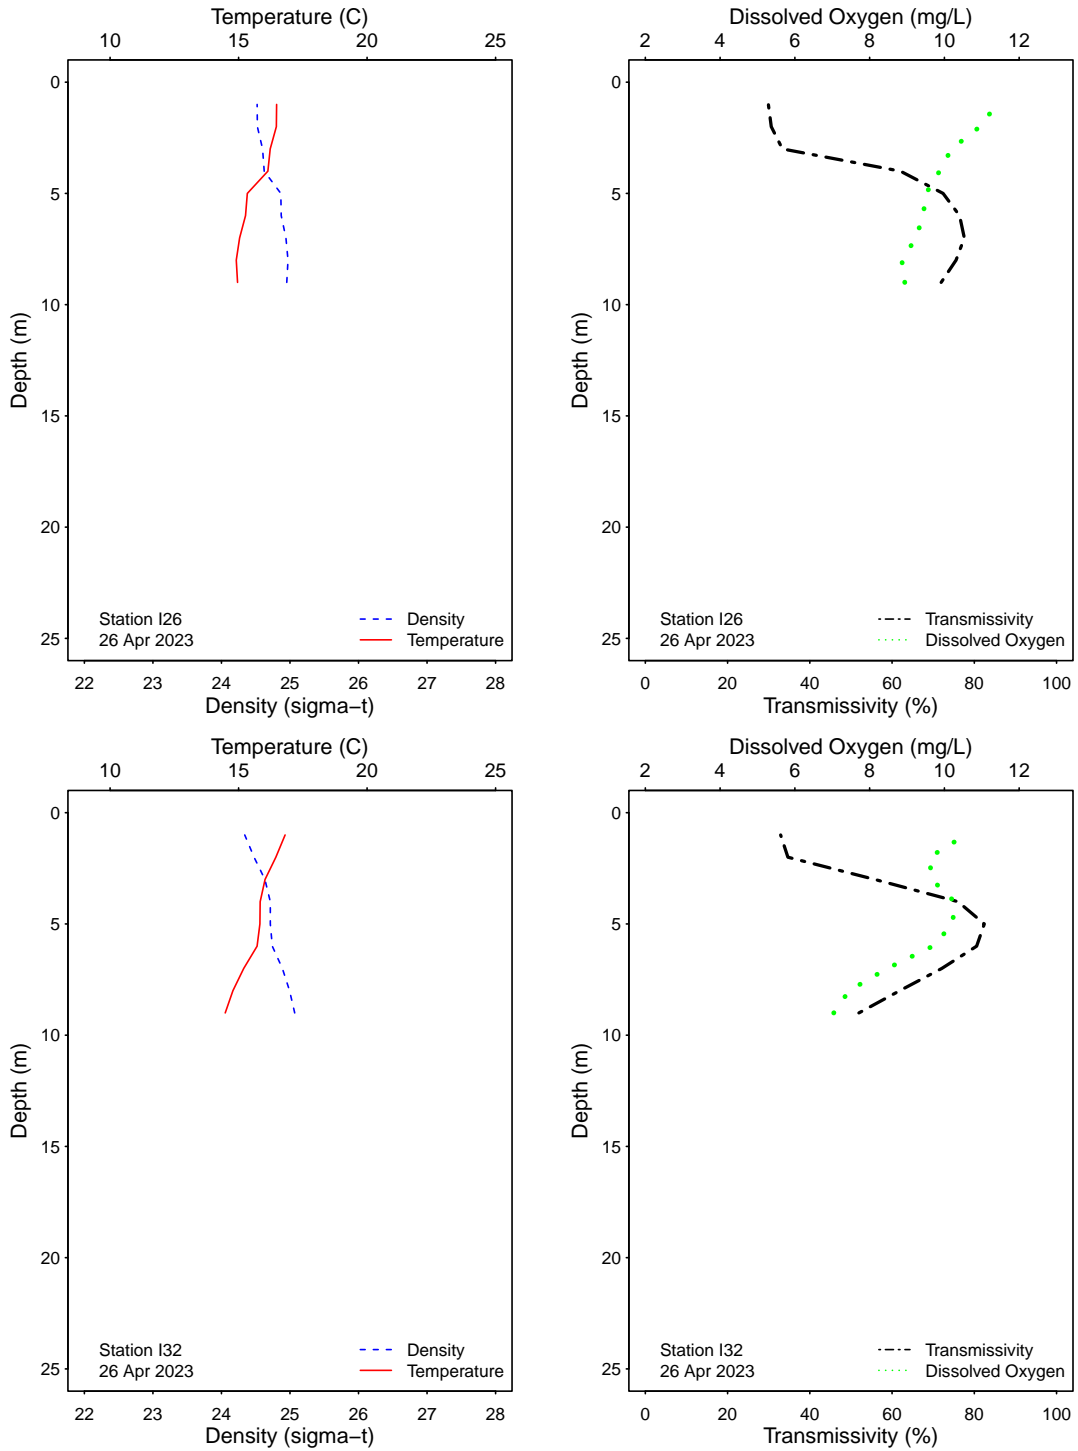 Temperature (C)
10 15 20 25
0
5
10
15
20
25
Depth (m)
Station I26
26 Apr 2023
Density
Temperature
22 23 24 25 26 27 28
Density (sigma−t)
Dissolved Oxygen (mg/L)
2 4 6 8 10 12
0
5
10
15
20
25
Depth (m)
Station I26
26 Apr 2023
Transmissivity
Dissolved Oxygen
0 20 40 60 80 100
Transmissivity (%)
Temperature (C)
10 15 20 25
0
5
10
15
20
25
Depth (m)
Station I32
26 Apr 2023
Density
Temperature
22 23 24 25 26 27 28
Density (sigma−t)
Dissolved Oxygen (mg/L)
2 4 6 8 10 12
0
5
10
15
20
25
Depth (m)
Station I32
26 Apr 2023
Transmissivity
Dissolved Oxygen
0 20 40 60 80 100
Transmissivity (%)